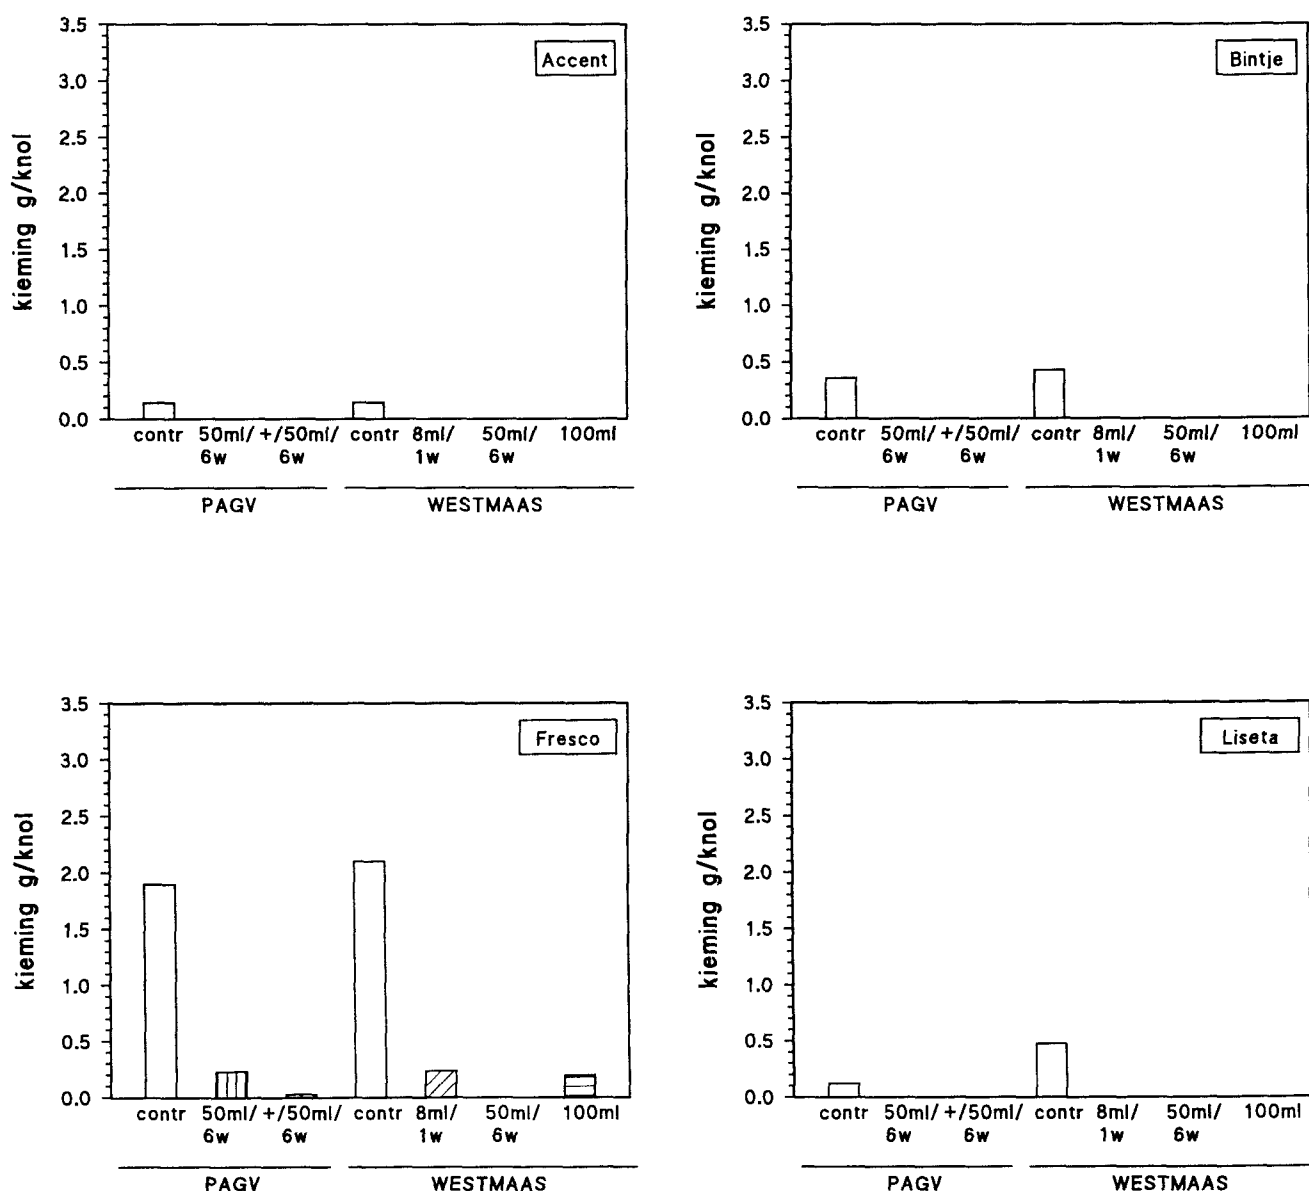 Accent
kieming g/knol
3.5
3.0
2.5
2.0
1.5
1.0
0.5
0.0
contr 50ml/ +/50ml/ contr 8ml/ 50ml/ 100ml
6w 6w 1w 6w
PAGV WESTMAAS
Bintje
kieming g/knol
3.5
3.0
2.5
2.0
1.5
1.0
0.5
0.0
contr 50ml/ +/50ml/ contr 8ml/ 50ml/ 100ml
6w 6w 1w 6w
PAGV WESTMAAS
Fresco
kieming g/knol
3.5
3.0
2.5
2.0
1.5
1.0
0.5
0.0
contr 50ml/ +/50ml/ contr 8ml/ 50ml/ 100ml
6w 6w 1w 6w
PAGV WESTMAAS
Liseta
kieming g/knol
3.5
3.0
2.5
2.0
1.5
1.0
0.5
0.0
contr 50ml/ +/50ml/ contr 8ml/ 50ml/ 100ml
6w 6w 1w 6w
PAGV WESTMAAS